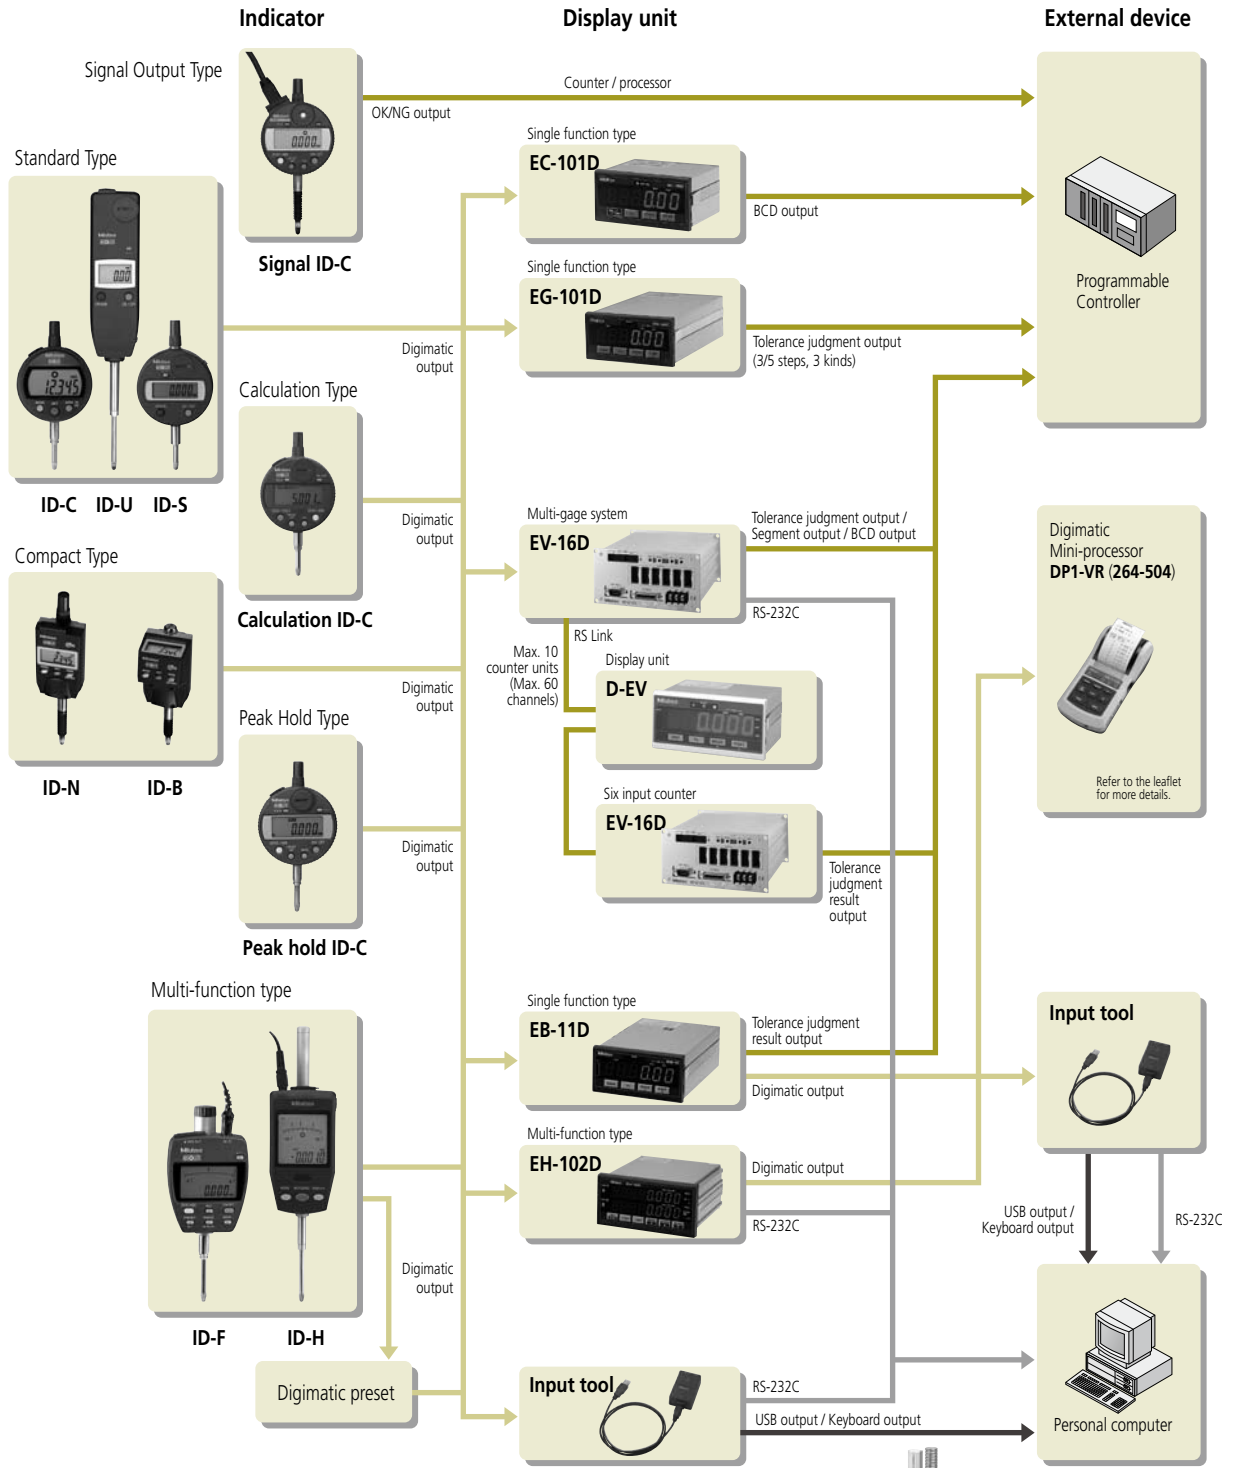 Indicator
Display unit
External device
Signal Output Type
Counter / processor
OK/NG output
Signal ID-C
Standard Type
ID-C
ID-U
ID-S
Single function type
EC-101D
BCD output
Single function type
EG-101D
Tolerance judgment output
(3/5 steps, 3 kinds)
Programmable
Controller
Digimatic
output
Calculation Type
Calculation ID-C
Digimatic
output
Compact Type
ID-N
ID-B
Digimatic
output
Multi-gage system
EV-16D
Tolerance judgment output /
Segment output / BCD output
RS-232C
RS Link
Max. 10
counter units
(Max. 60
channels)
Display unit
D-EV
Six input counter
EV-16D
Tolerance
judgment
result
output
Digimatic
Mini-processor
DP1-VR (264-504)
Refer to the leaflet
for more details.
Peak Hold Type
Peak hold ID-C
Digimatic
output
Multi-function type
ID-F
ID-H
Digimatic
output
Digimatic preset
Single function type
EB-11D
Tolerance judgment
result output
Digimatic output
Multi-function type
EH-102D
Digimatic output
RS-232C
Input tool
USB output /
Keyboard output
RS-232C
Input tool
RS-232C
USB output / Keyboard output
Personal computer